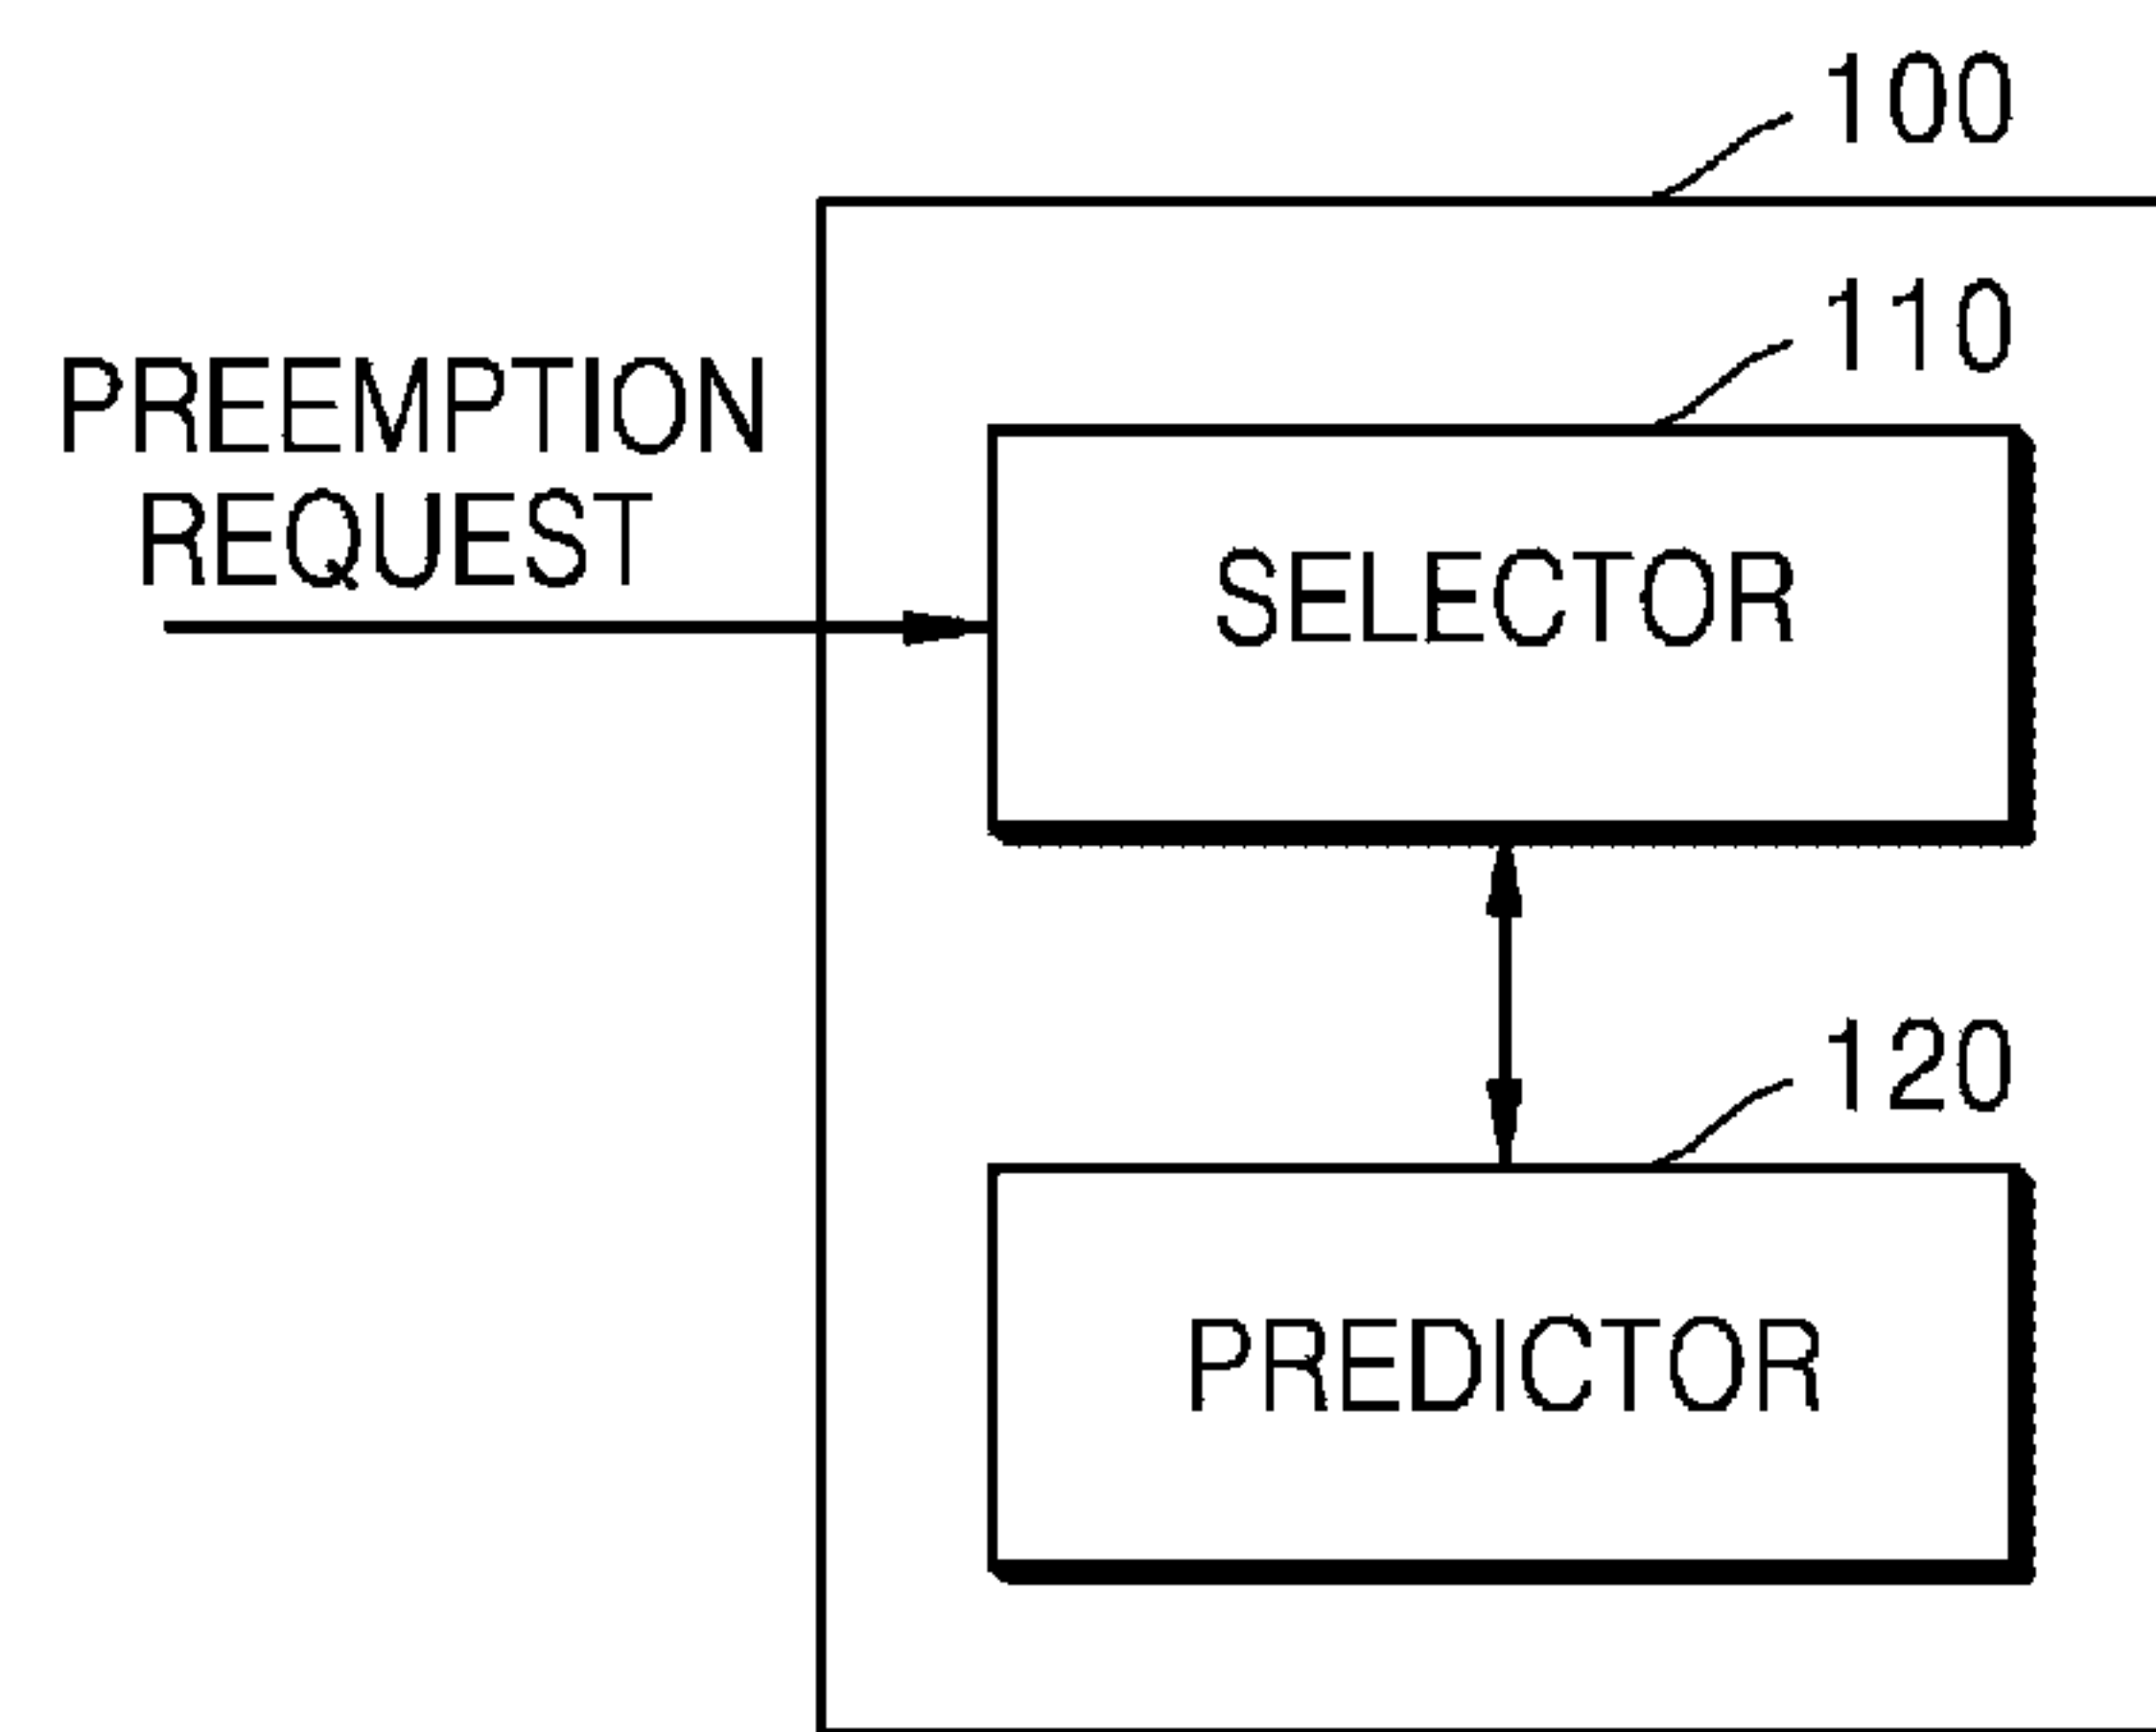 100
110
PREEMPTION
REQUEST
SELECTOR
120
PREDICTOR